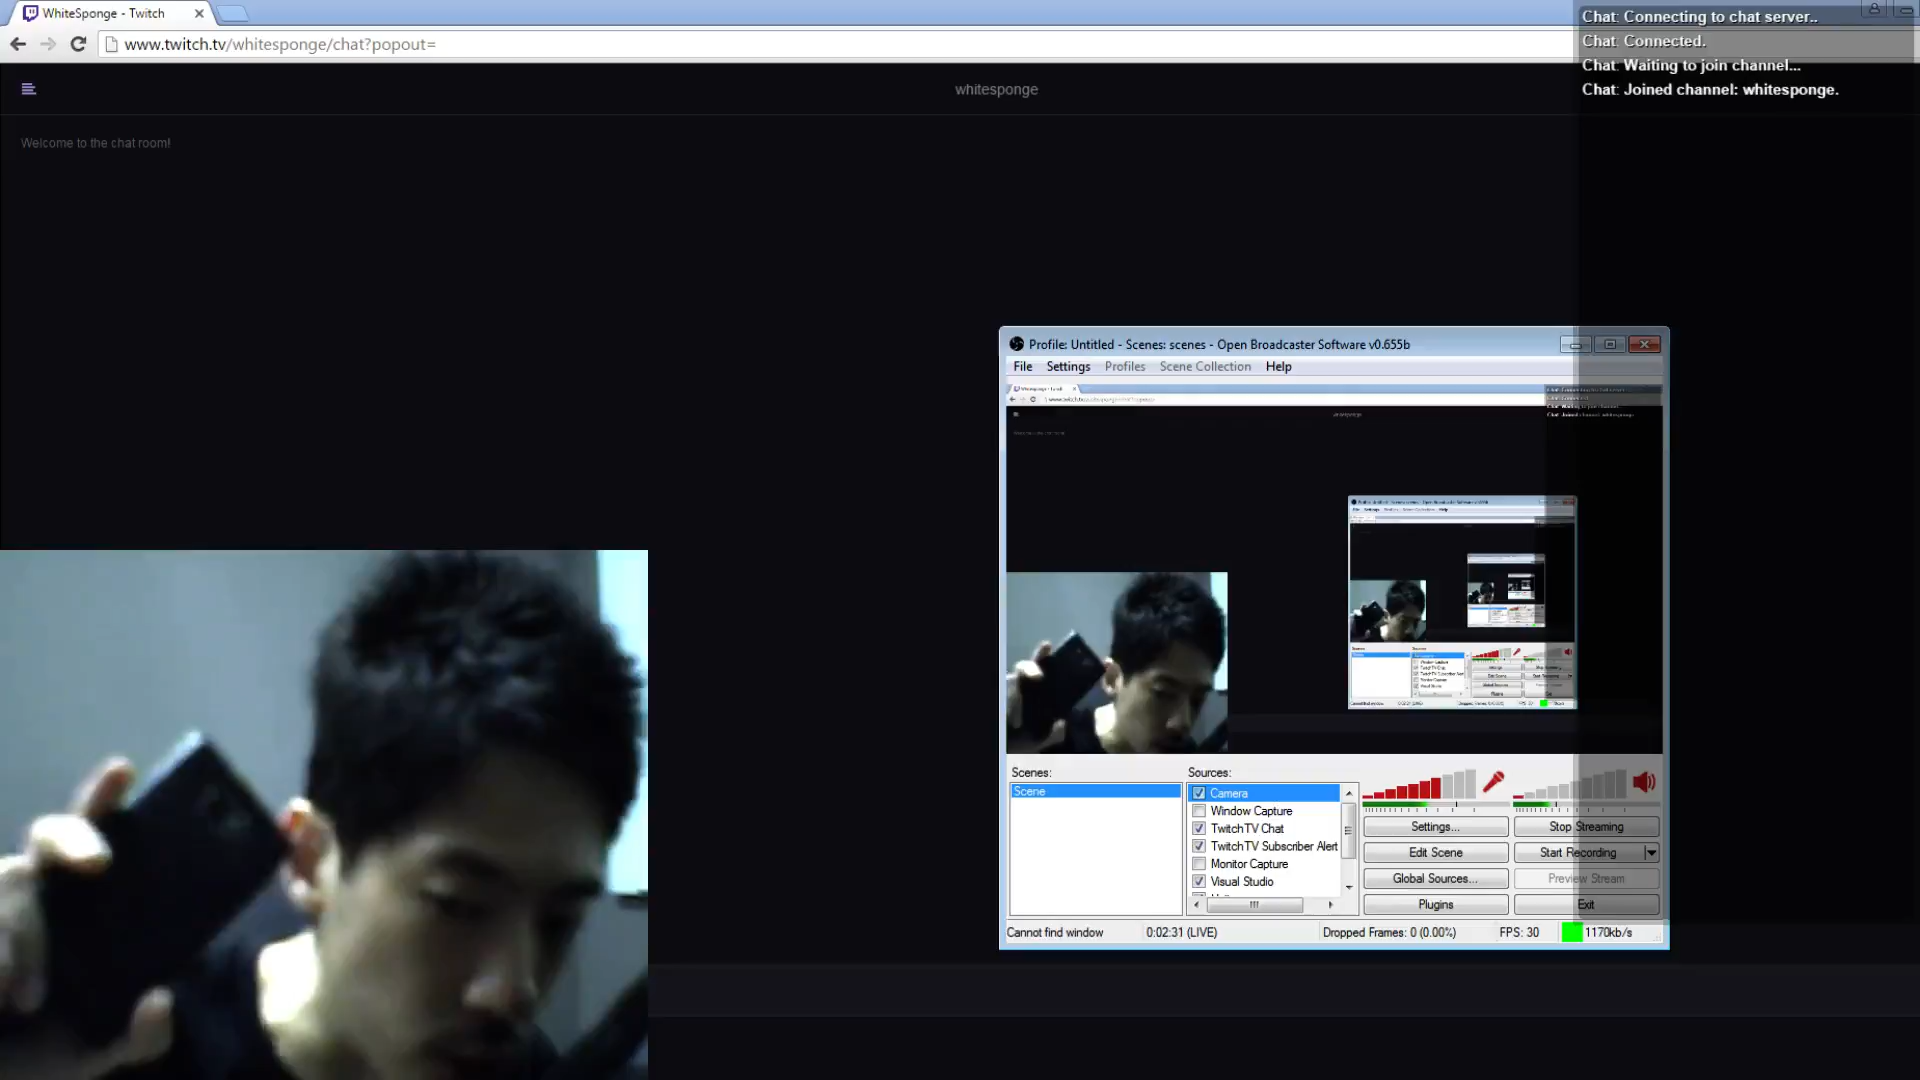 WhiteSponge - Twitch
www.twitch.tv/whitesponge/chat?popout=
Chat: Connecting to chat server..
Chat: Connected.
Chat: Waiting to join channel...
Chat: Joined channel: whitesponge.
whitesponge
Welcome to the chat room!
Profile: Untitled - Scenes: scenes - Open Broadcaster Software v0.655b
File Settings Profiles Scene Collection Help
Scenes:
Scene
Sources:
Camera
Window Capture
TwitchTV Chat
TwitchTV Subscriber Alert
Monitor Capture
Visual Studio
Settings... Stop Streaming
Edit Scene Start Recording
Global Sources... Preview Stream
Plugins Exit
Cannot find window 0:02:31 (LIVE) Dropped Frames: 0 (0.00%) FPS: 30 1170kb/s